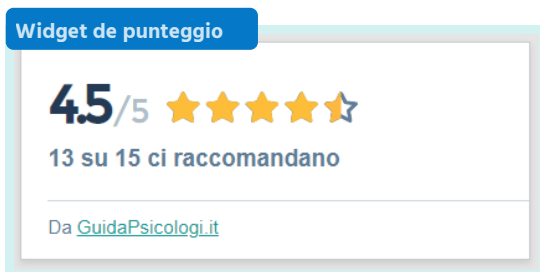 Widget de punteggio
4.5/5
13 su 15 ci raccomandano
Da GuidaPsicologi.it